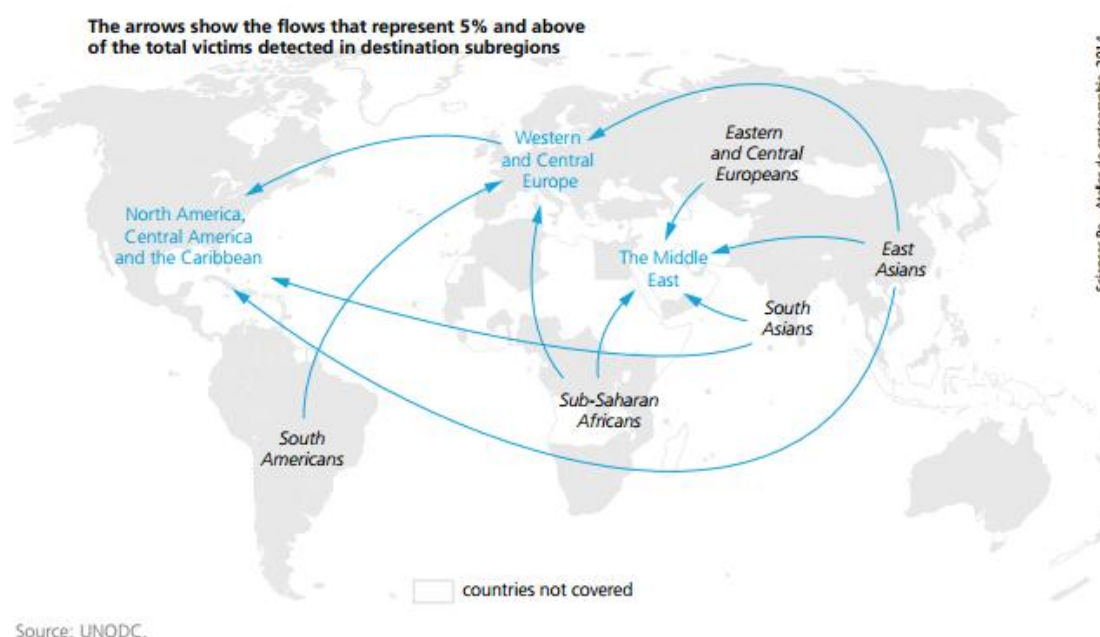 The arrows show the flows that represent 5% and above
of the total victims detected in destination subregions
Western
and Central
Europe
Eastern
and Central
Europeans
North America,
Central America
and the Caribbean
The Middle
East
East
Asians
South
Asians
Sub-Saharan
Africans
South
Americans
countries not covered
Source: UNODC.